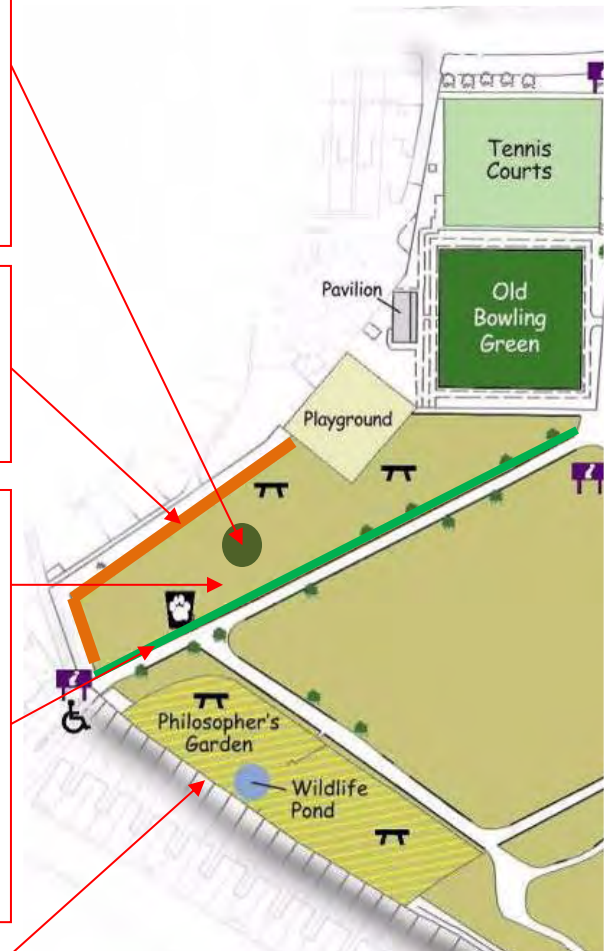 Tennis
Courts
Pavilion
Old
Bowling
Green
Playground
Philosopher's
Garden
Wildlife
Pond